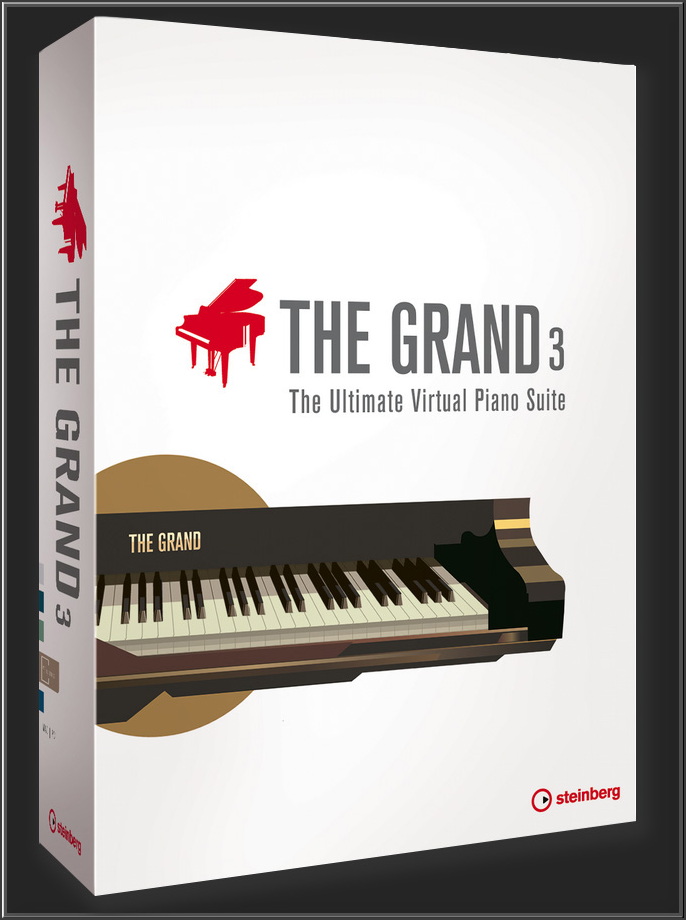 THE GRAND 3
The Ultimate Virtual Piano Suite
THE GRAND
steinberg
THE GRAND 3
steinberg